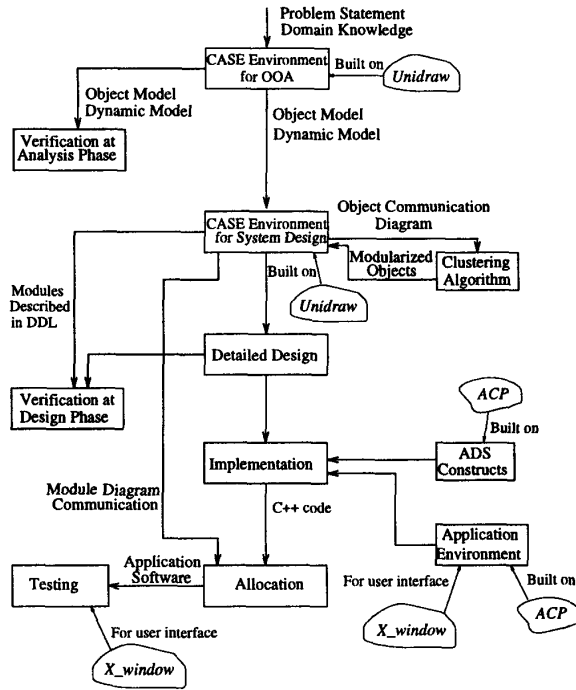 Problem Statement
Domain Knowledge
CASE Environment
for OOA
Built on
Unidraw
Object Model
Dynamic Model
Object Model
Dynamic Model
Verification at
Analysis Phase
Object Communication
Diagram
CASE Environment
for System Design
Modularized
Objects
Clustering
Algorithm
Built on
Unidraw
Modules
Described
in DDL
Detailed Design
Verification at
Design Phase
ACP
Built on
Implementation
ADS
Constructs
Module Diagram
Communication
C++ code
Application
Environment
Application
Software
Testing
Allocation
For user interface
Built on
X_window
ACP
For user interface
X_window